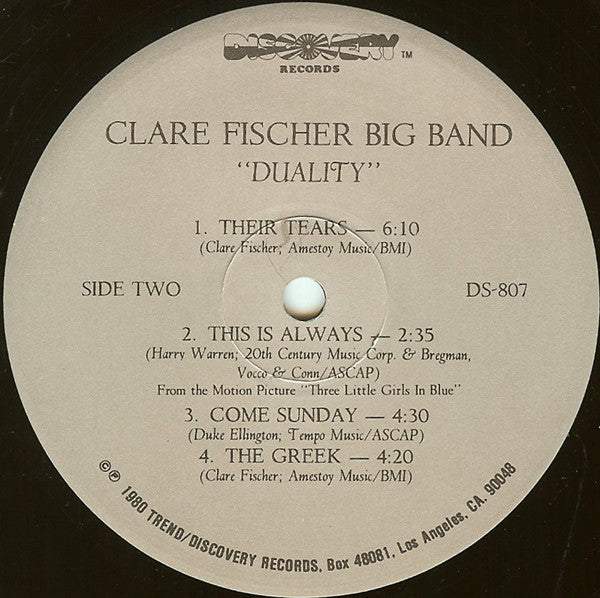 DISCOVERY ™
RECORDS
CLARE FISCHER BIG BAND
"DUALITY"
1. THEIR TEARS — 6:10
(Clare Fischer; Amestoy Music/BMI)
SIDE TWO
DS-807
2. THIS IS ALWAYS — 2:35
(Harry Warren; 20th Century Music Corp. & Bregman,
Vocco & Conn/ASCAP)
From the Motion Picture "Three Little Girls In Blue"
3. COME SUNDAY — 4:30
(Duke Ellington; Tempo Music/ASCAP)
4. THE GREEK — 4:20
(Clare Fischer; Amestoy Music/BMI)
©℗ 1980 TREND/DISCOVERY RECORDS, Box 48081, Los Angeles, CA. 90048